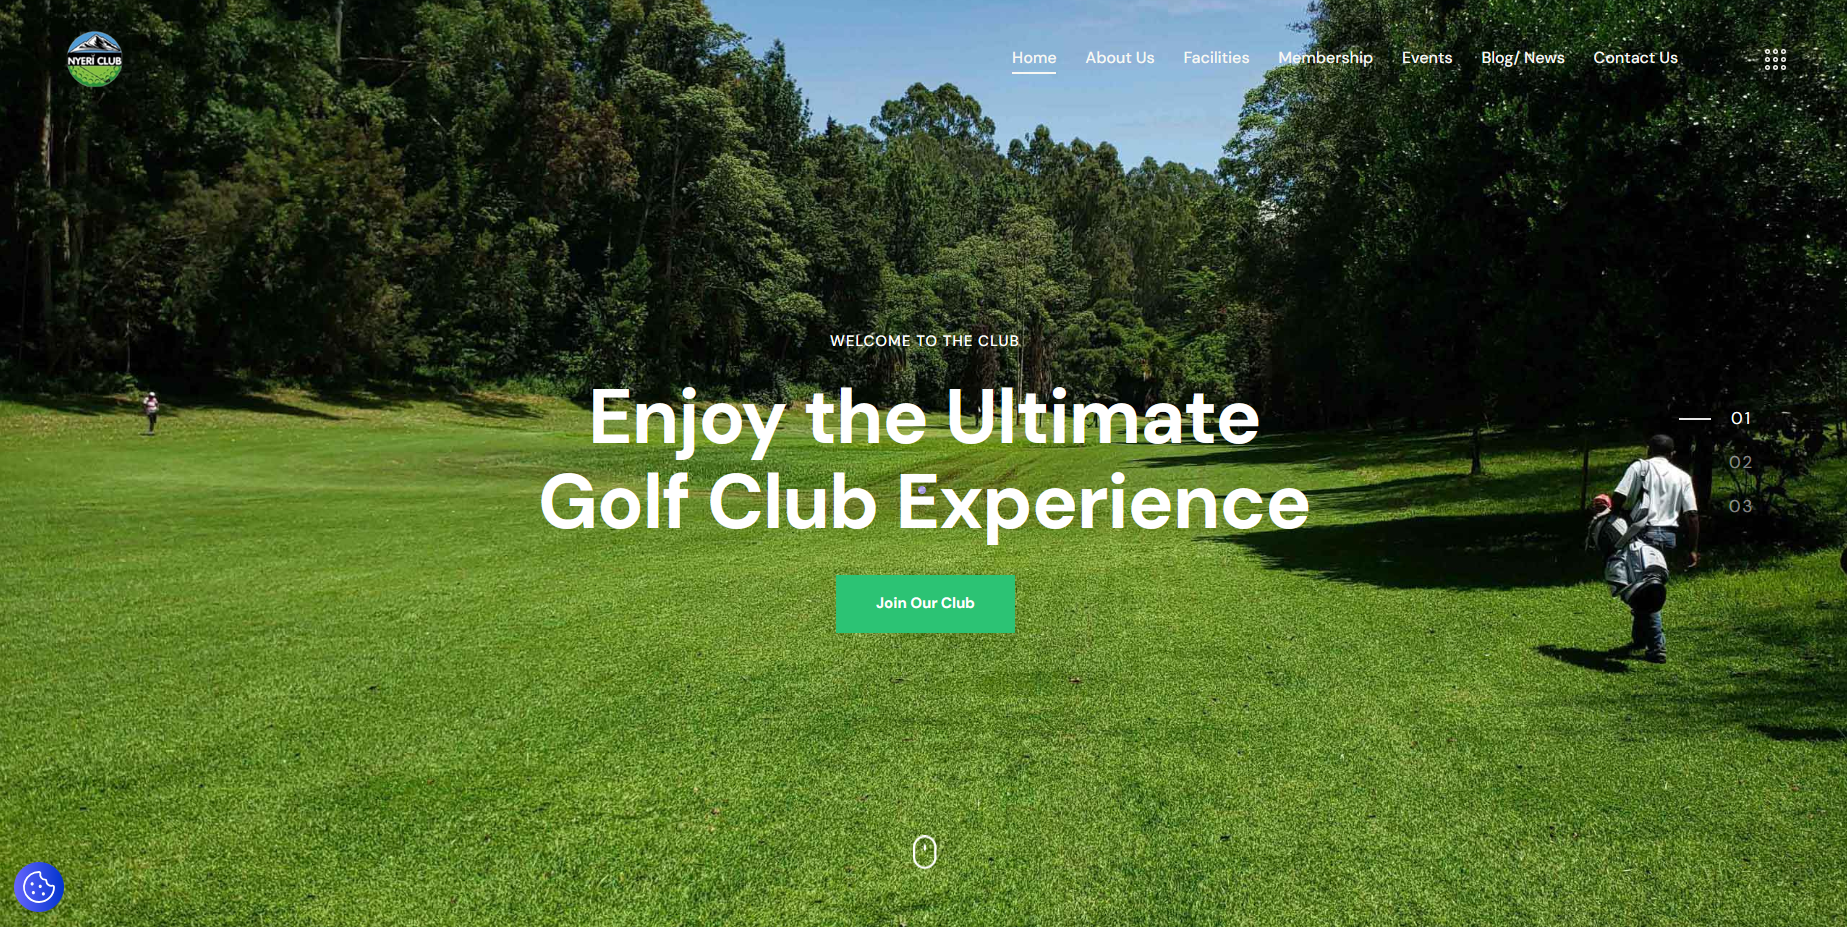 NYERI CLUB
Home About Us Facilities Membership Events Blog/ News Contact Us
WELCOME TO THE CLUB
Enjoy the Ultimate
Golf Club Experience
01
02
03
Join Our Club